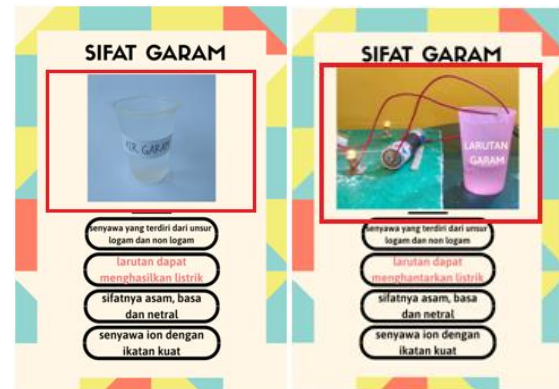 SIFAT GARAM
AIR GARAM
senyawa yang terdiri dari unsur
logam dan non logam
larutan dapat
menghasilkan listrik
sifatnya asam, basa
dan netral
senyawa ion dengan
ikatan kuat
SIFAT GARAM
LARUTAN
GARAM
senyawa yang terdiri dari unsur
logam dan non logam
larutan dapat
menghantarkan listrik
sifatnya asam, basa
dan netral
senyawa ion dengan
ikatan kuat